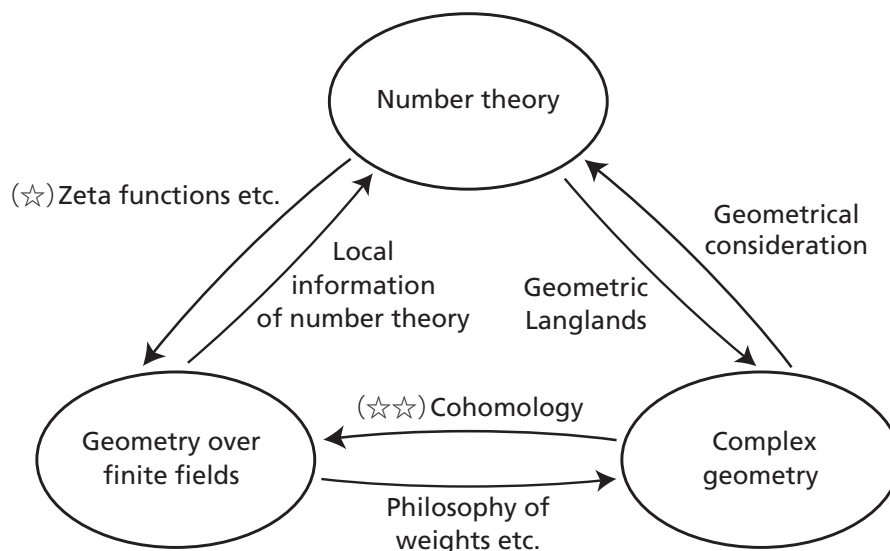 Number theory
(☆) Zeta functions etc.
Geometrical
consideration
Local
information
of number theory
Geometric
Langlands
(☆☆) Cohomology
Geometry over
finite fields
Complex
geometry
Philosophy of
weights etc.